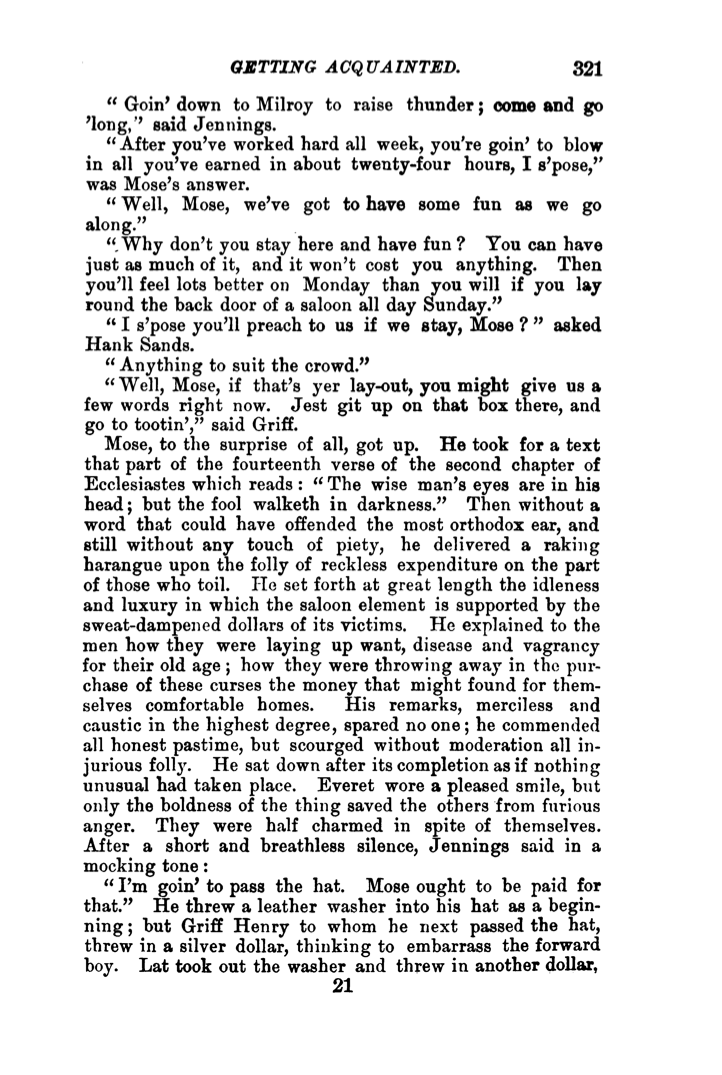 GETTING ACQUAINTED. 321
“ Goin’ down to Milroy to raise thunder; come and go
’long,” said Jennings.
“After you’ve worked hard all week, you're goin’ to blow
in all you’ve earned in about twenty-four hours, I s’pose,”
was Mose’s answer.
“ Well, Mose, we’ve got to have some fun as we go
along.”
“ Why don’t you stay here and have fun ? You can have
just as much of it, and it won’t cost you anything. Then
you’ll feel lots better on Monday than you will if you lay
round the back door of a saloon all day Sunday.”
“ I s’pose you’ll preach to us if we stay, Mose ? ” asked
Hank Sands.
“ Anything to suit the crowd.”
“ Well, Mose, if that’s yer lay-out, you might give us a
few words right now. Jest git up on that box there, and
go to tootin’,” said Griff.
Mose, to the surprise of all, got up. He took for a text
that part of the fourteenth verse of the second chapter of
Ecclesiastes which reads : “ The wise man’s eyes are in his
head; but the fool walketh in darkness.” Then without a
word that could have offended the most orthodox ear, and
still without any touch of piety, he delivered a raking
harangue upon the folly of reckless expenditure on the part
of those who toil. He set forth at great length the idleness
and luxury in which the saloon element is supported by the
sweat-dampened dollars of its victims. He explained to the
men how they were laying up want, disease and vagrancy
for their old age ; how they were throwing away in the pur-
chase of these curses the money that might found for them-
selves comfortable homes. His remarks, merciless and
caustic in the highest degree, spared no one; he commended
all honest pastime, but scourged without moderation all in-
jurious folly. He sat down after its completion as if nothing
unusual had taken place. Everet wore a pleased smile, but
only the boldness of the thing saved the others from furious
anger. They were half charmed in spite of themselves.
After a short and breathless silence, Jennings said in a
mocking tone :
“ I’m goin’ to pass the hat. Mose ought to be paid for
that.” He threw a leather washer into his hat as a begin-
ning ; but Griff Henry to whom he next passed the hat,
threw in a silver dollar, thinking to embarrass the forward
boy. Lat took out the washer and threw in another dollar,
21